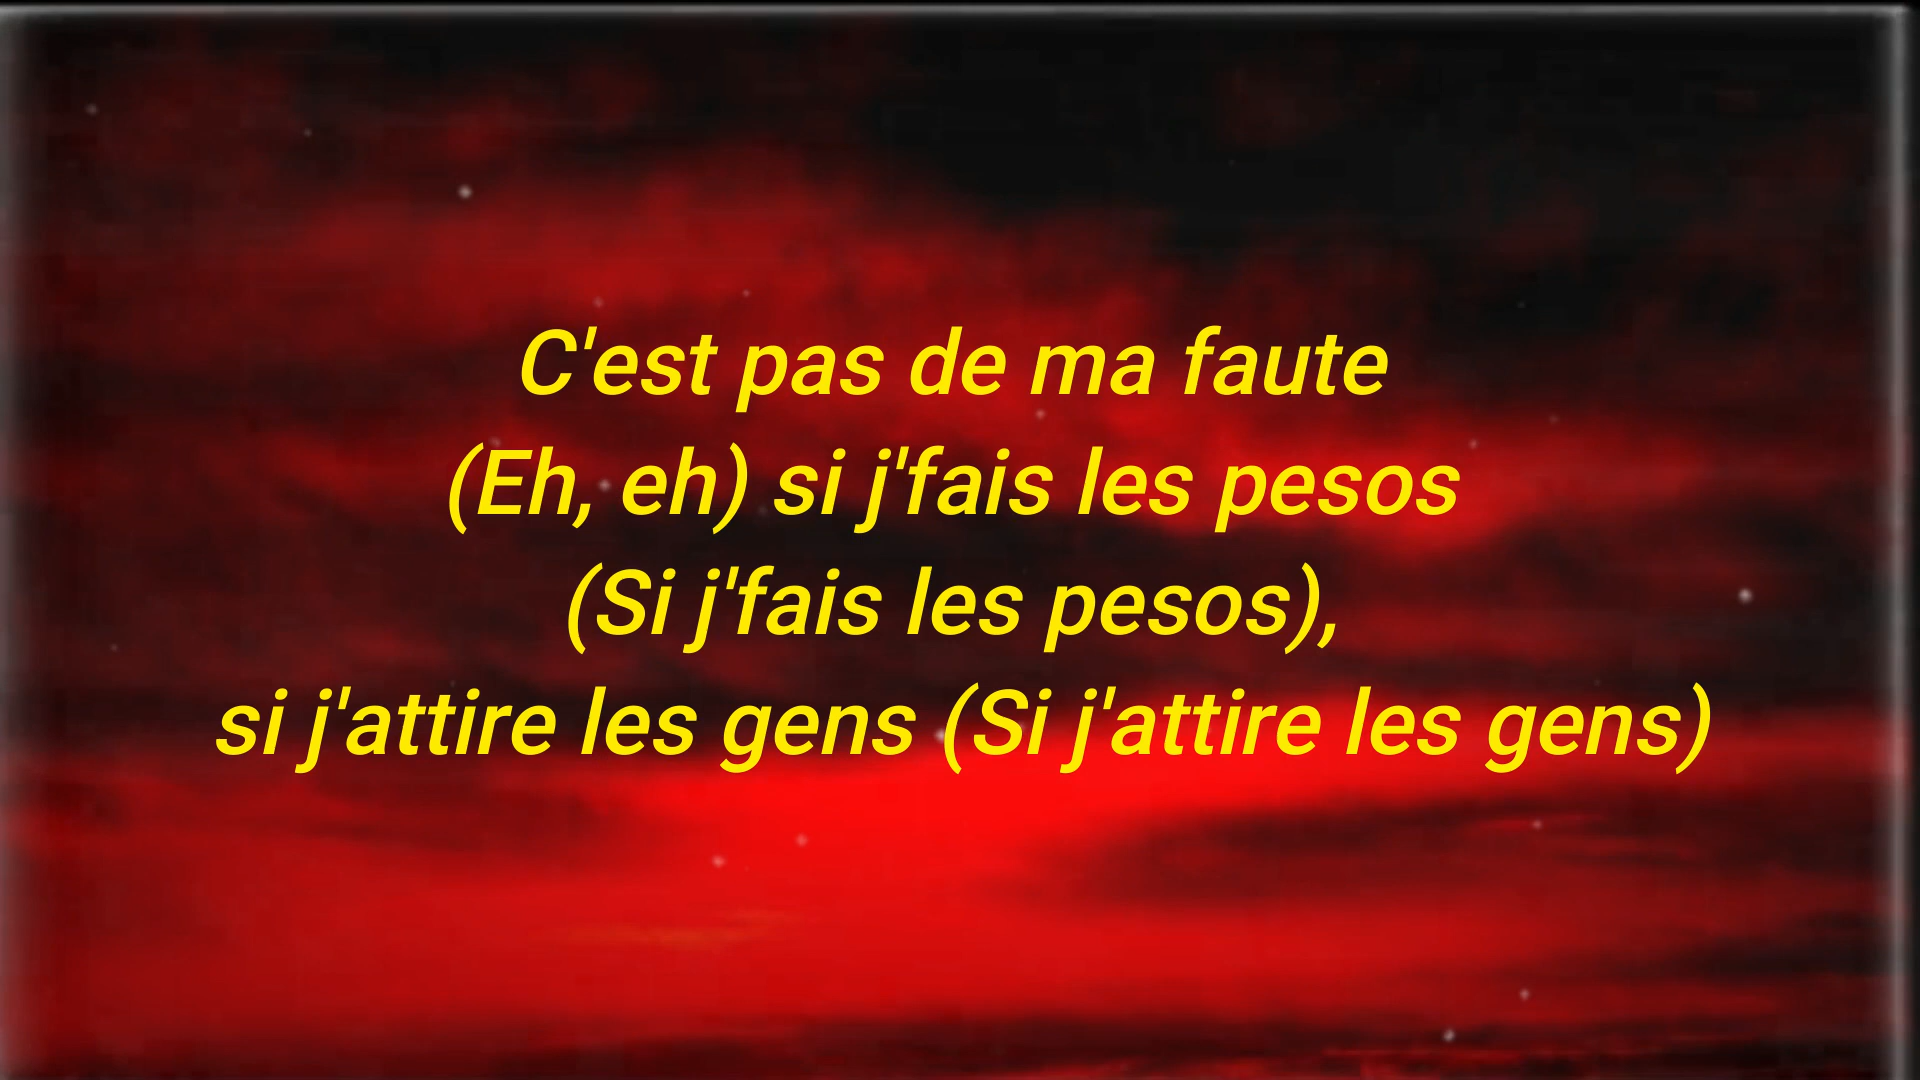 C'est pas de ma faute
(Eh, eh) si j'fais les pesos
(Si j'fais les pesos),
si j'attire les gens (Si j'attire les gens)